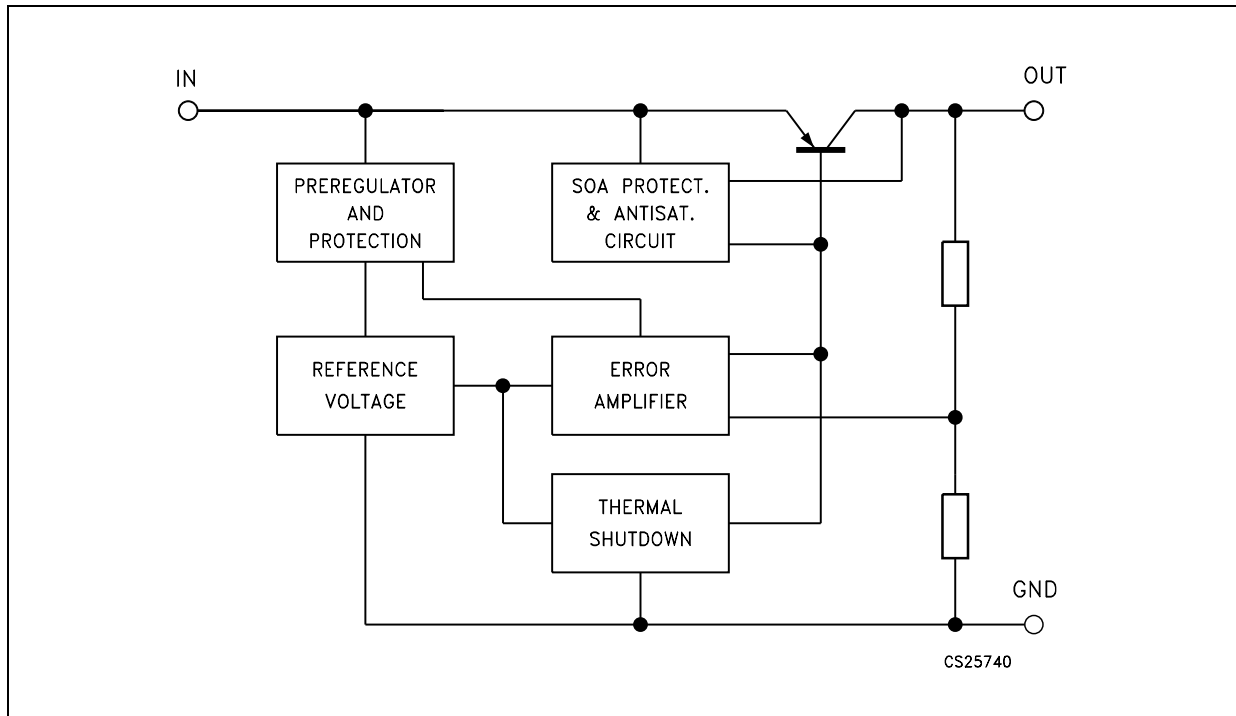 IN
OUT
PREREGULATOR
AND
PROTECTION
SOA PROTECT.
& ANTISAT.
CIRCUIT
REFERENCE
VOLTAGE
ERROR
AMPLIFIER
THERMAL
SHUTDOWN
GND
CS25740